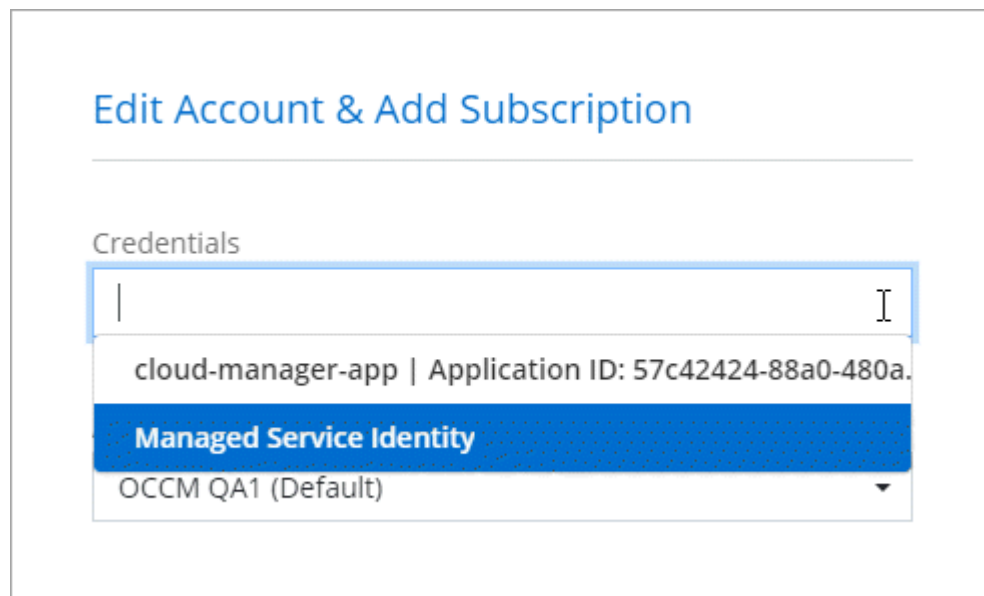 Edit Account & Add Subscription
Credentials
cloud-manager-app | Application ID: 57c42424-88a0-480a.
Managed Service Identity
OCCM QA1 (Default)